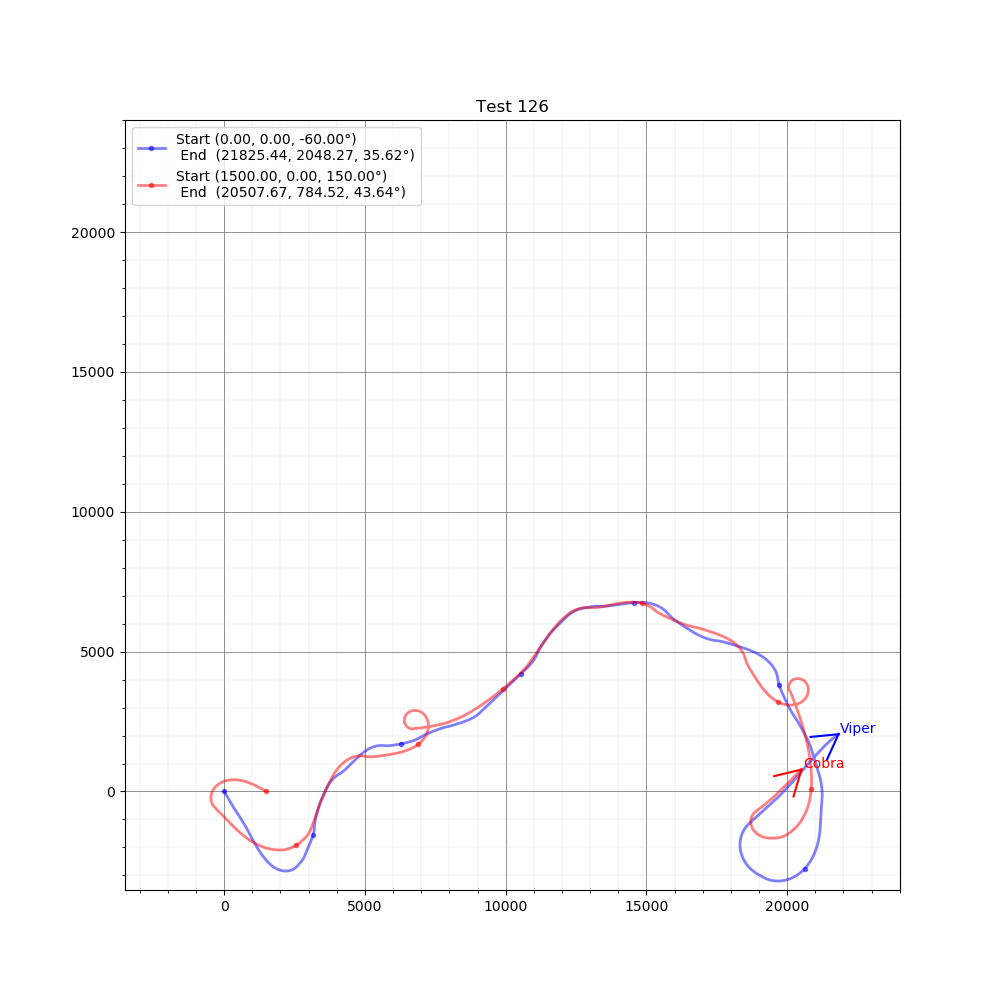 Test 126
Start (0.00, 0.00, -60.00°)
End (21825.44, 2048.27, 35.62°)
Start (1500.00, 0.00, 150.00°)
End (20507.67, 784.52, 43.64°)
20000
15000
10000
5000
0
Viper
Cobra
0 5000 10000 15000 20000